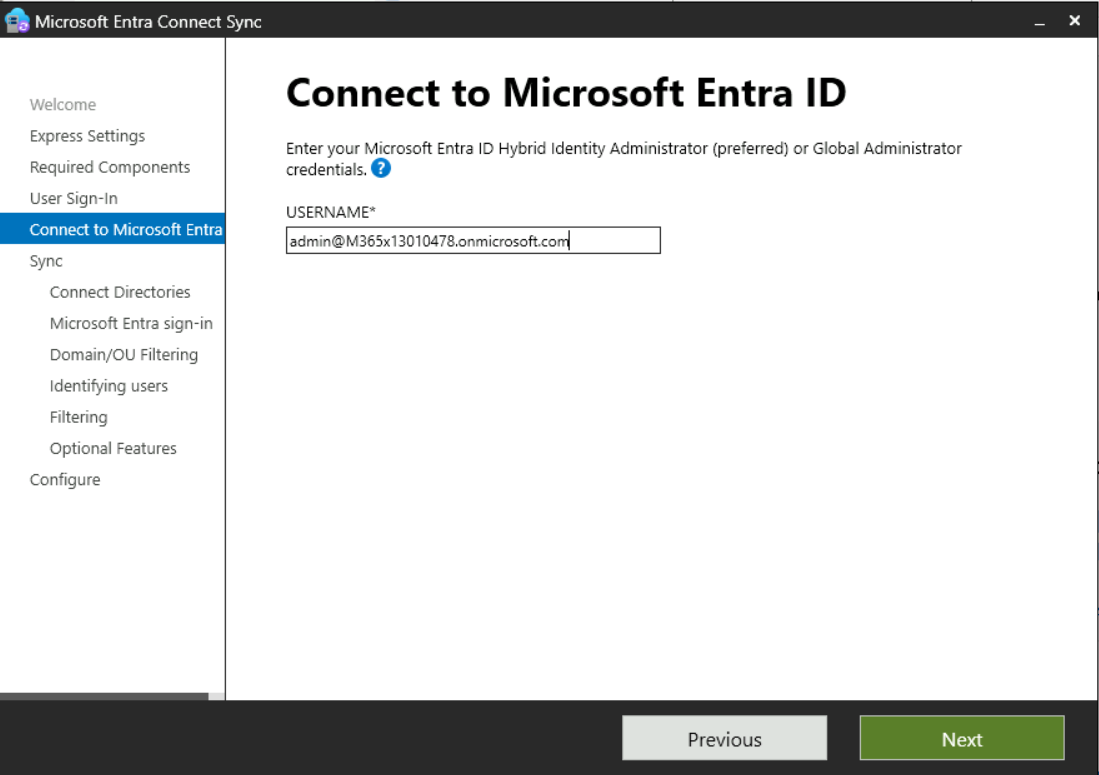 Microsoft Entra Connect Sync
Welcome
Express Settings
Required Components
User Sign-In
Connect to Microsoft Entra
Sync
Connect Directories
Microsoft Entra sign-in
Domain/OU Filtering
Identifying users
Filtering
Optional Features
Configure
Connect to Microsoft Entra ID
Enter your Microsoft Entra ID Hybrid Identity Administrator (preferred) or Global Administrator
credentials. ?
USERNAME*
admin@M365x13010478.onmicrosoft.com
Previous
Next